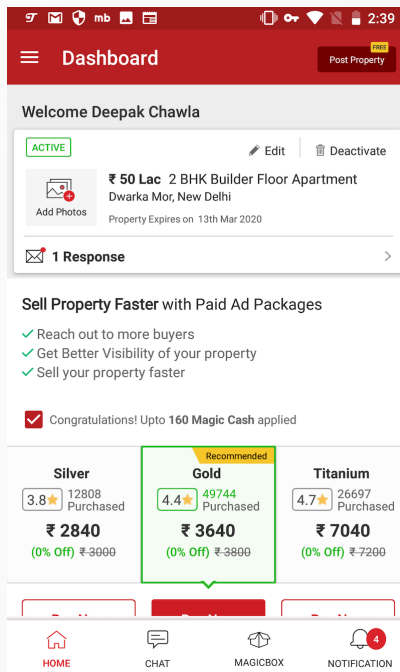 mb
2:39
Dashboard
FREE
Post Property
Welcome Deepak Chawla
ACTIVE
Edit
Deactivate
₹ 50 Lac 2 BHK Builder Floor Apartment
Dwarka Mor, New Delhi
Add Photos
Property Expires on 13th Mar 2020
1 Response
Sell Property Faster with Paid Ad Packages
Reach out to more buyers
Get Better Visibility of your property
Sell your property faster
Congratulations! Upto 160 Magic Cash applied
Recommended
Silver
3.8
12808
Purchased
₹ 2840
(0% Off) ₹ 3000
Gold
4.4
49744
Purchased
₹ 3640
(0% Off) ₹ 3800
Titanium
4.7
26697
Purchased
₹ 7040
(0% Off) ₹ 7200
HOME
CHAT
MAGICBOX
4
NOTIFICATION